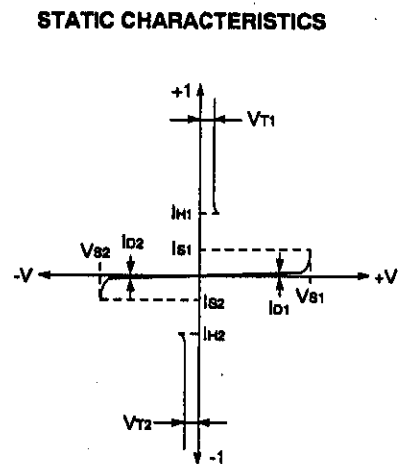 STATIC CHARACTERISTICS
+1
VT1
IH1
IS1
VS2
ID2
-V
+V
VS1
IS2
ID1
IH2
VT2
-1